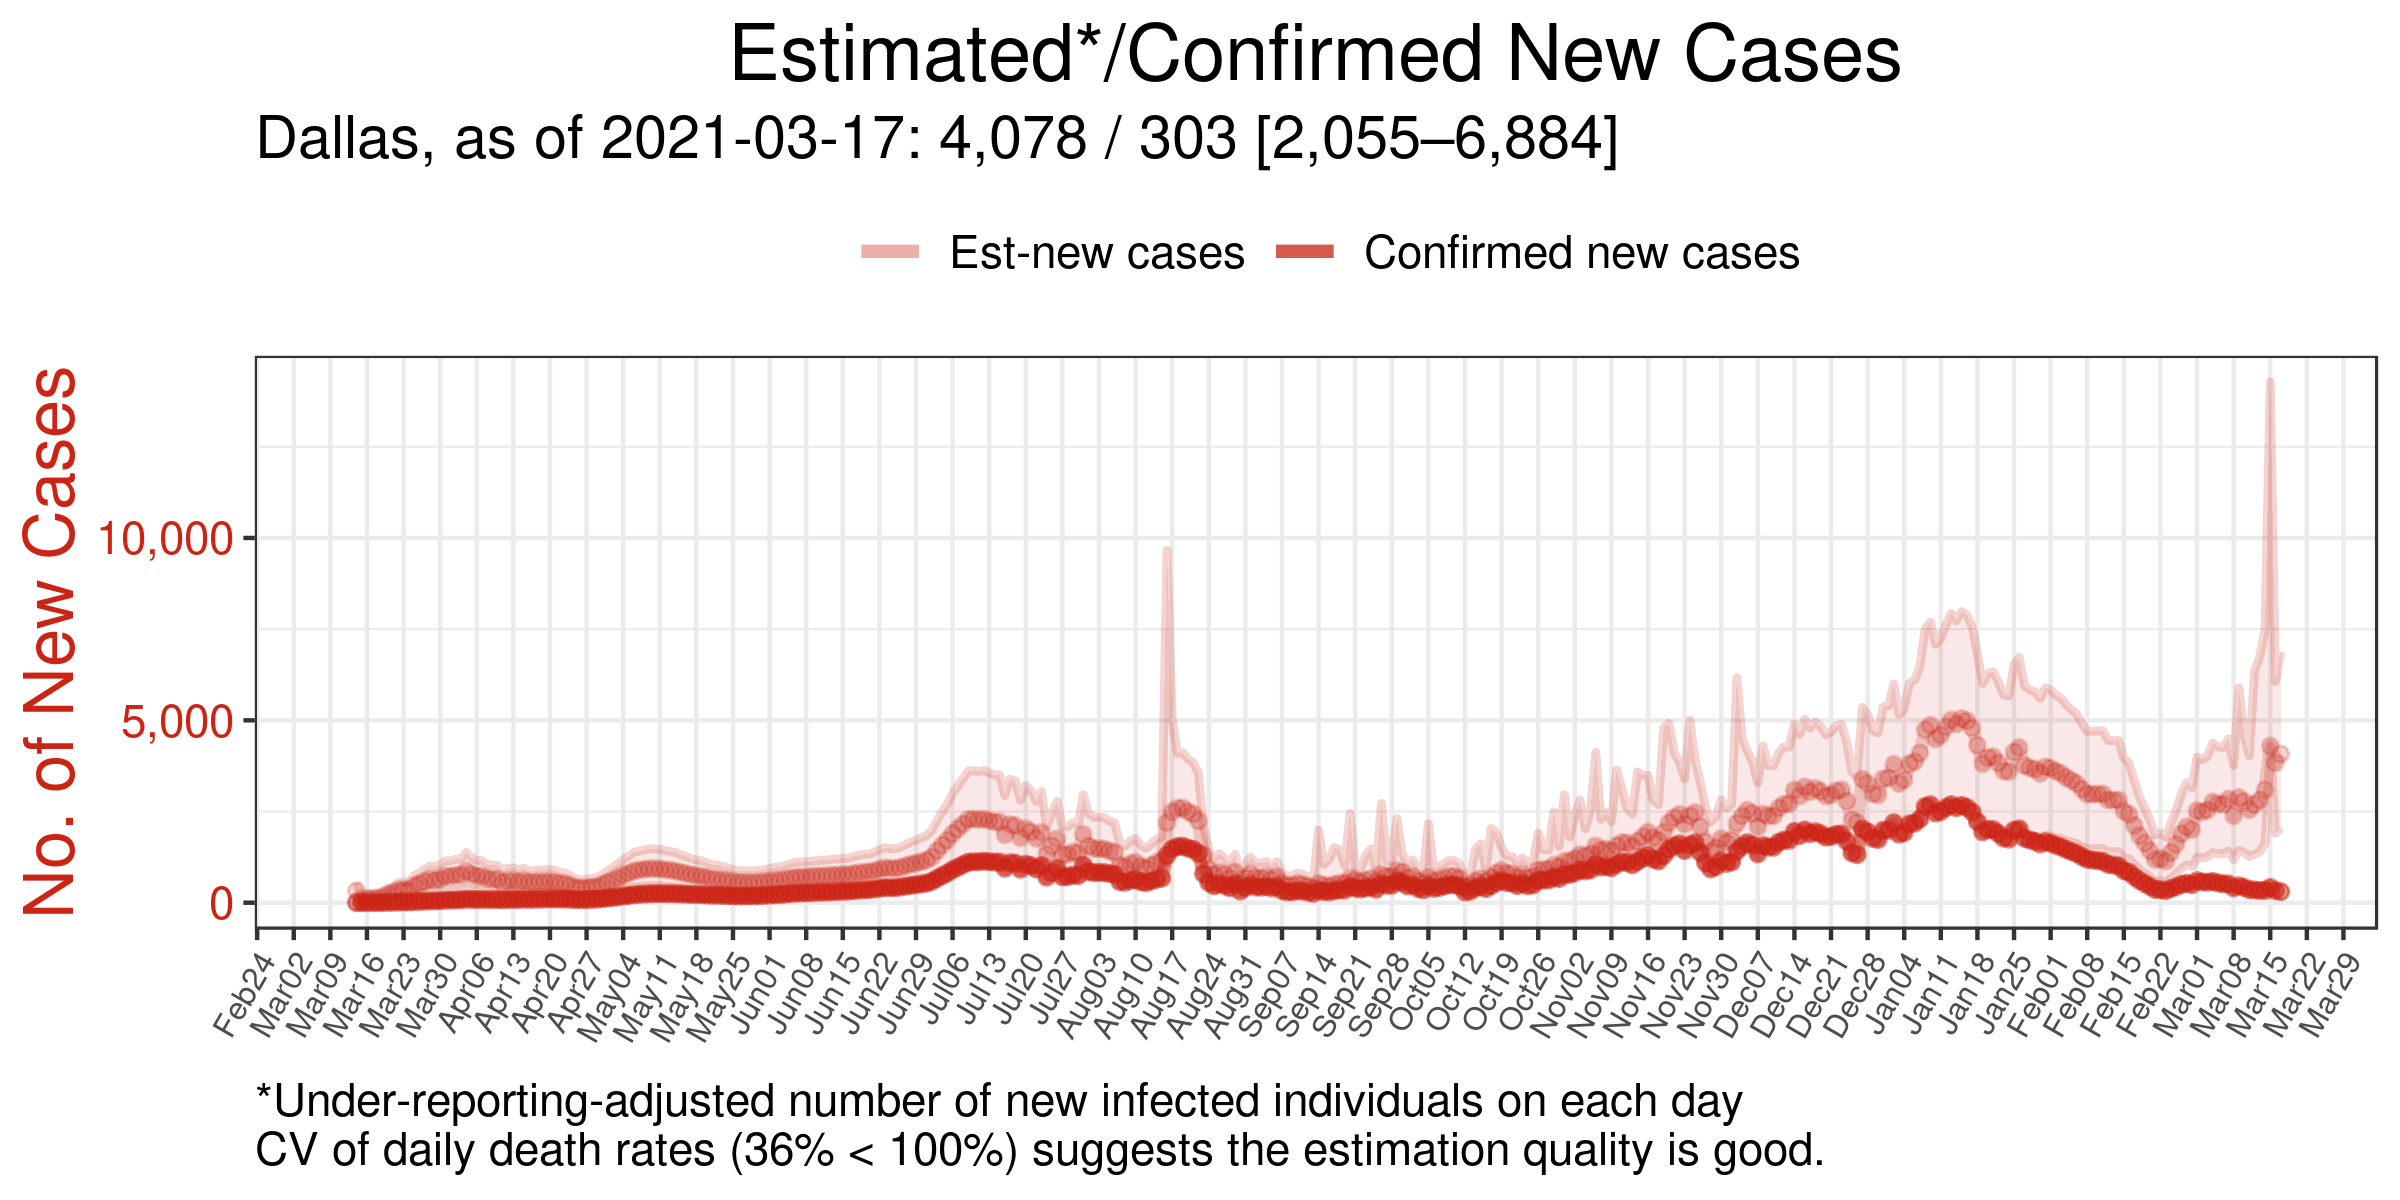 Estimated*/Confirmed New Cases
Dallas, as of 2021-03-17: 4,078 / 303 [2,055–6,884]
Est-new cases Confirmed new cases
No. of New Cases
10,000
5,000
0
Feb24 Mar02 Mar09 Mar16 Mar23 Mar30 Apr06 Apr13 Apr20 Apr27 May04 May11 May18 May25 Jun01 Jun08 Jun15 Jun22 Jun29 Jul06 Jul13 Jul20 Jul27 Aug03 Aug10 Aug17 Aug24 Aug31 Sep07 Sep14 Sep21 Sep28 Oct05 Oct12 Oct19 Oct26 Nov02 Nov09 Nov16 Nov23 Nov30 Dec07 Dec14 Dec21 Dec28 Jan04 Jan11 Jan18 Jan25 Feb01 Feb08 Feb15 Feb22 Mar01 Mar08 Mar15 Mar22 Mar29
*Under-reporting-adjusted number of new infected individuals on each day
CV of daily death rates (36% < 100%) suggests the estimation quality is good.